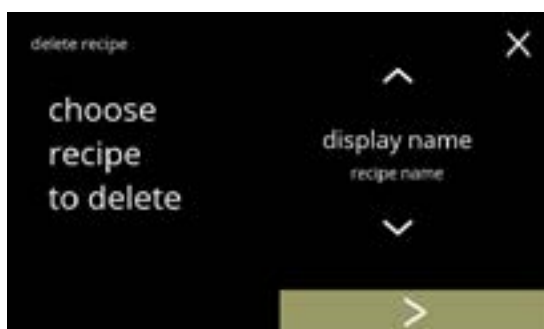 delete recipe
choose
recipe
to delete
display name
recipe name